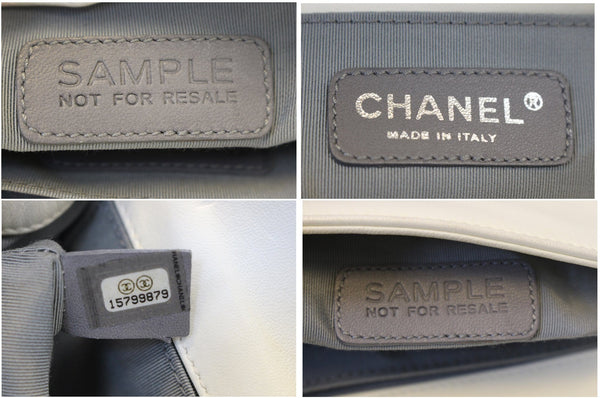 SAMPLE
NOT FOR RESALE
CHANEL®
MADE IN ITALY
15799879
SAMPLE
NOT FOR RESALE